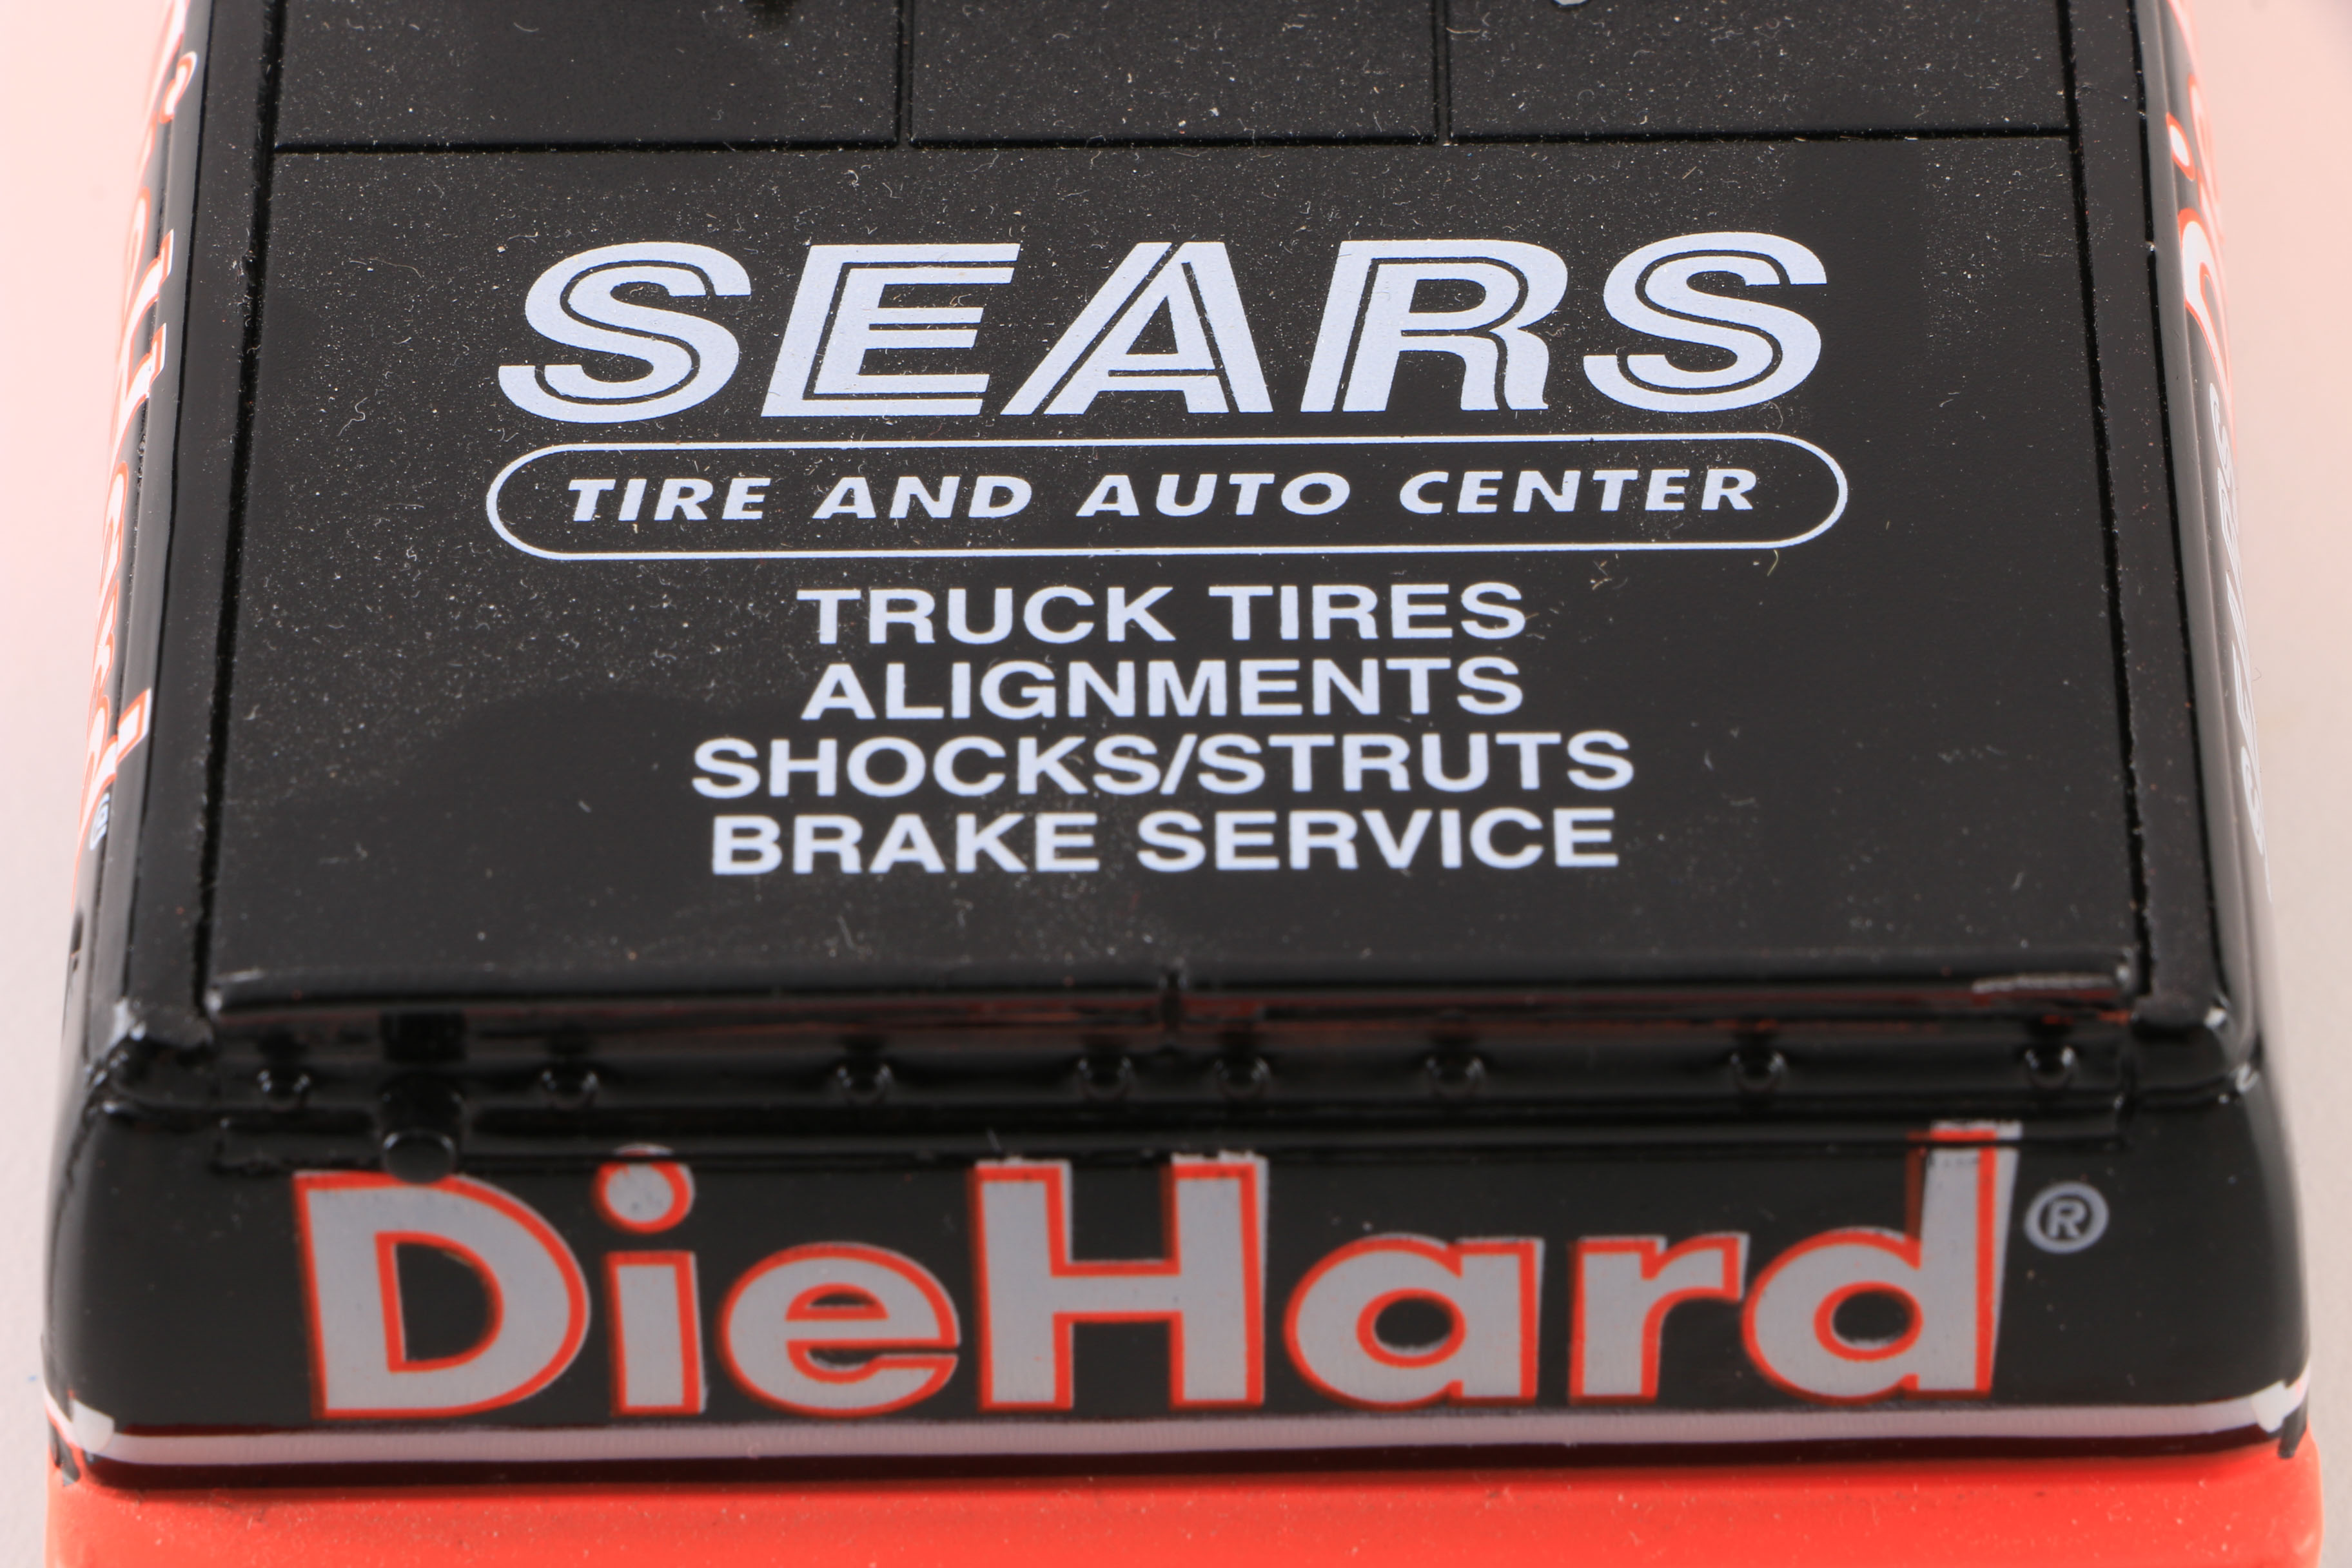 SEARS
TIRE AND AUTO CENTER
TRUCK TIRES
ALIGNMENTS
SHOCKS/STRUTS
BRAKE SERVICE
DieHard®